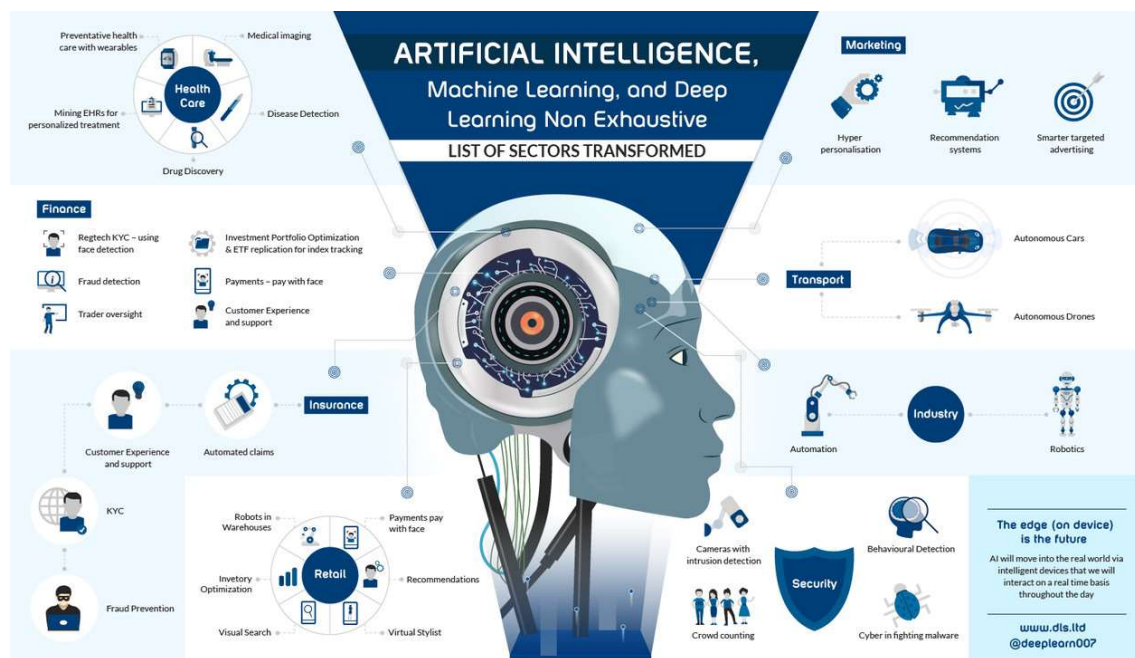 ARTIFICIAL INTELLIGENCE,
Machine Learning, and Deep
Learning Non Exhaustive
LIST OF SECTORS TRANSFORMED
Health
Care
Preventative health
care with wearables
Medical imaging
Mining EHRs for
personalized treatment
Disease Detection
Drug Discovery
Marketing
Hyper
personalisation
Recommendation
systems
Smarter targeted
advertising
Finance
Regtech KYC – using
face detection
Investment Portfolio Optimization
& ETF replication for index tracking
Fraud detection
Payments – pay with face
Trader oversight
Customer Experience
and support
Transport
Autonomous Cars
Autonomous Drones
Insurance
Customer Experience
and support
Automated claims
KYC
Fraud Prevention
Industry
Automation
Robotics
Retail
Robots in
Warehouses
Payments pay
with face
Invetory
Optimization
Recommendations
Visual Search
Virtual Stylist
Security
Cameras with
intrusion detection
Behavioural Detection
Crowd counting
Cyber in fighting malware
The edge (on device)
is the future
AI will move into the real world via
intelligent devices that we will
interact on a real time basis
throughout the day
www.dls.ltd
@deeplearn007